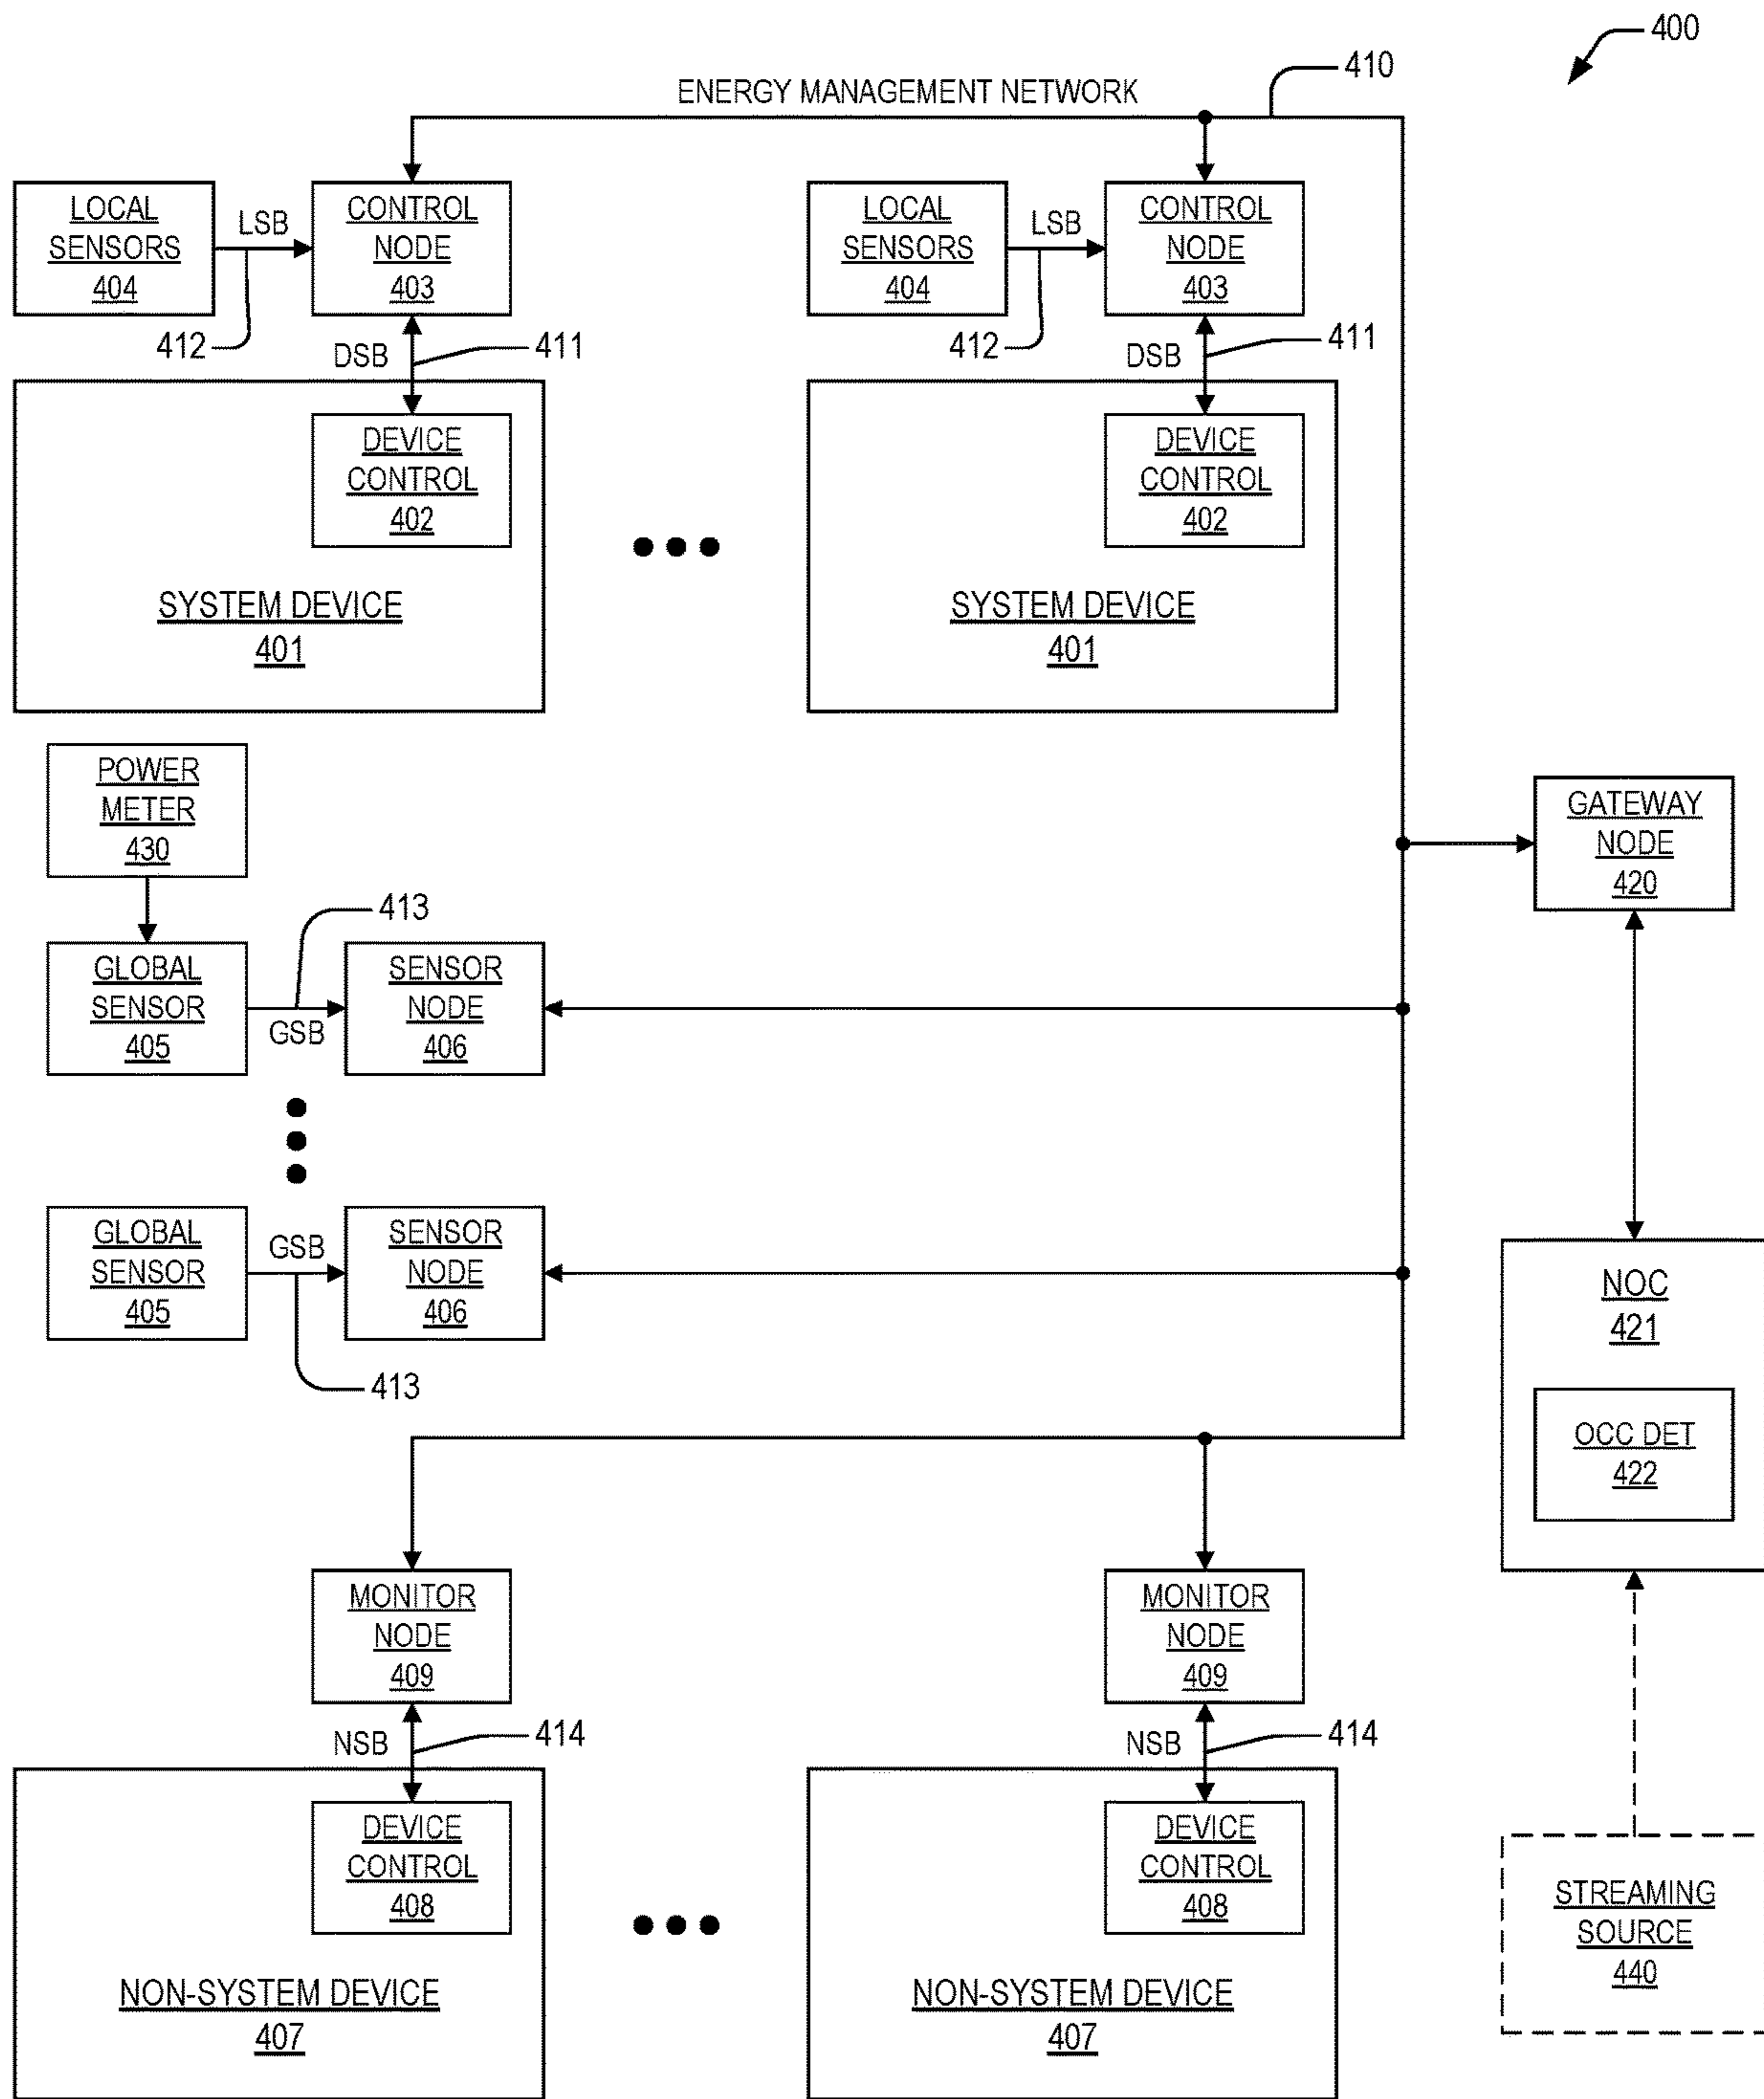 400
410
ENERGY MANAGEMENT NETWORK
LOCAL
SENSORS
404
LSB
412
CONTROL
NODE
403
LOCAL
SENSORS
404
LSB
412
CONTROL
NODE
403
DSB
411
DSB
411
DEVICE
CONTROL
402
SYSTEM DEVICE
401
DEVICE
CONTROL
402
SYSTEM DEVICE
401
POWER
METER
430
GATEWAY
NODE
420
413
GLOBAL
SENSOR
405
GSB
SENSOR
NODE
406
GLOBAL
SENSOR
405
GSB
SENSOR
NODE
406
413
NOC
421
OCC DET
422
MONITOR
NODE
409
MONITOR
NODE
409
NSB
414
NSB
414
DEVICE
CONTROL
408
NON-SYSTEM DEVICE
407
DEVICE
CONTROL
408
NON-SYSTEM DEVICE
407
STREAMING
SOURCE
440